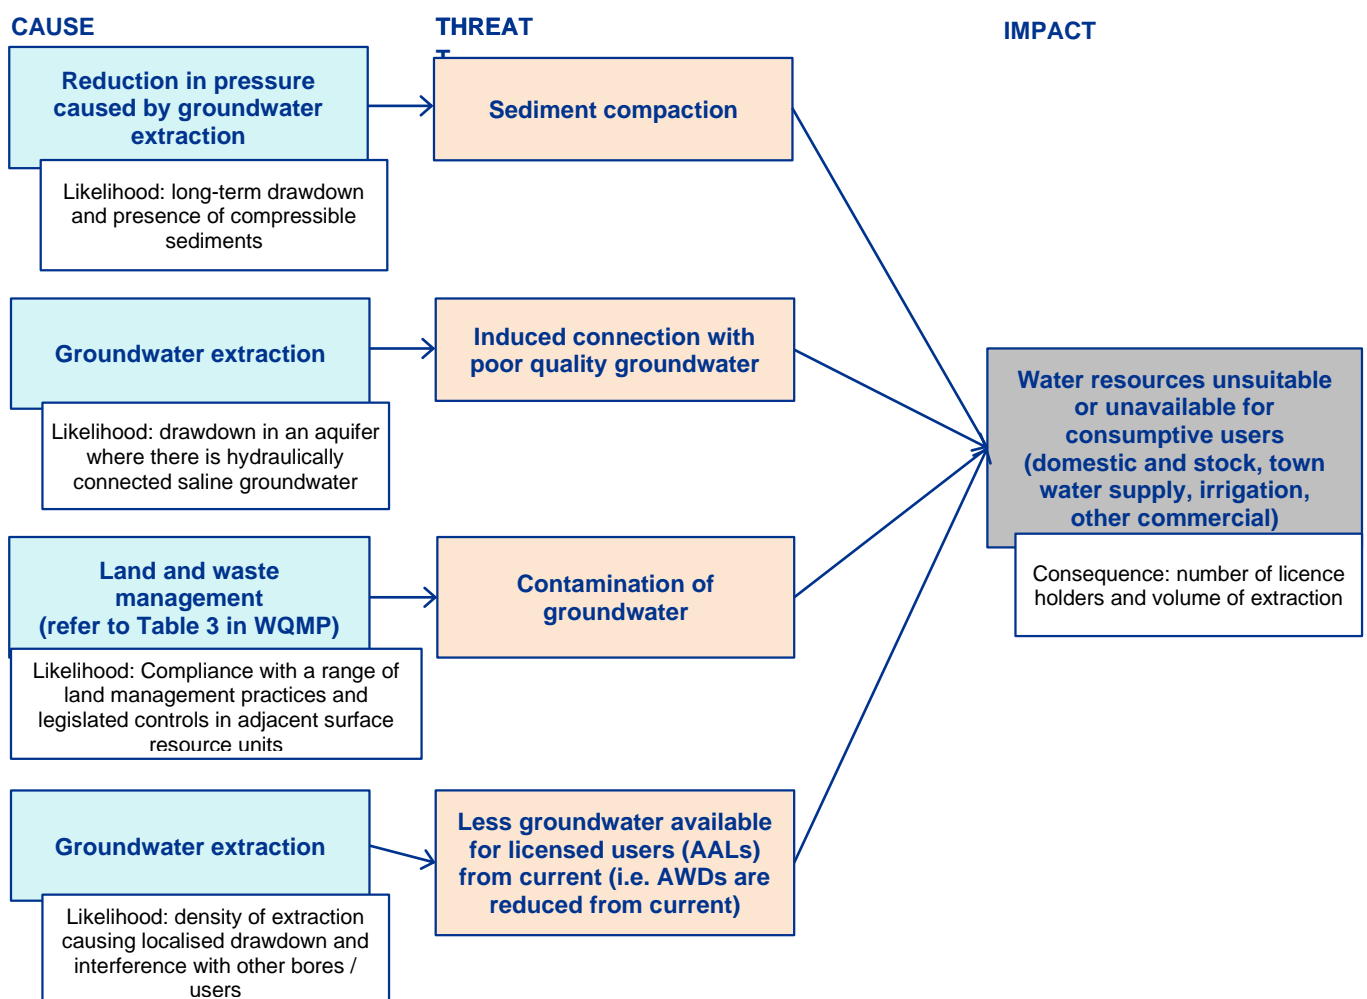 CAUSE
THREAT
T
IMPACT
Reduction in pressure
caused by groundwater
extraction
Likelihood: long-term drawdown
and presence of compressible
sediments
Sediment compaction
Groundwater extraction
Likelihood: drawdown in an aquifer
where there is hydraulically
connected saline groundwater
Induced connection with
poor quality groundwater
Land and waste
management
(refer to Table 3 in WQMP)
Likelihood: Compliance with a range of
land management practices and
legislated controls in adjacent surface
resource units
Contamination of
groundwater
Groundwater extraction
Likelihood: density of extraction
causing localised drawdown and
interference with other bores /
users
Less groundwater available
for licensed users (AALs)
from current (i.e. AWDs are
reduced from current)
Water resources unsuitable
or unavailable for
consumptive users
(domestic and stock, town
water supply, irrigation,
other commercial)
Consequence: number of licence
holders and volume of extraction